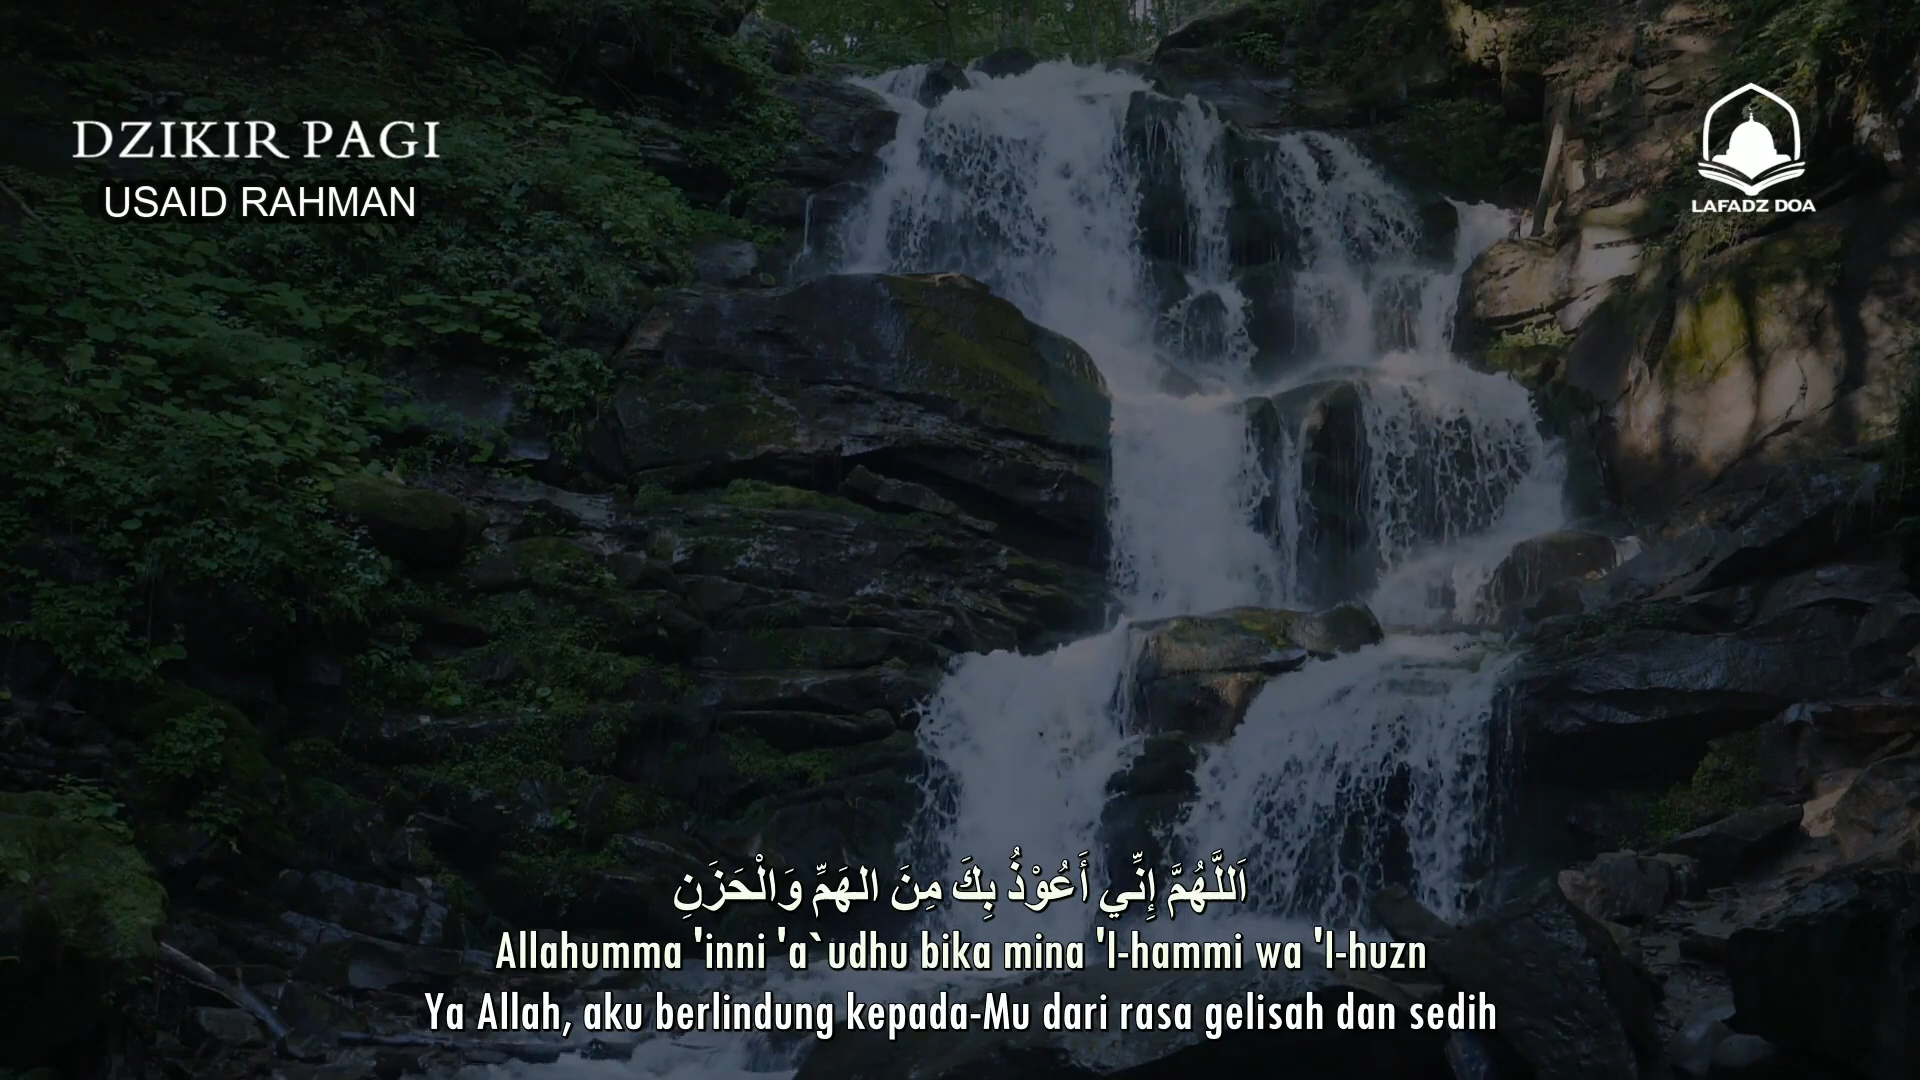 DZIKIR PAGI
USAID RAHMAN
LAFADZ DOA
اَللَّهُمَّ إِنِّي أَعُوْذُ بِكَ مِنَ الهَمِّ وَالْحَزَنِ
Allahumma 'inni 'a`udhu bika mina 'l-hammi wa 'l-huzn
Ya Allah, aku berlindung kepada-Mu dari rasa gelisah dan sedih